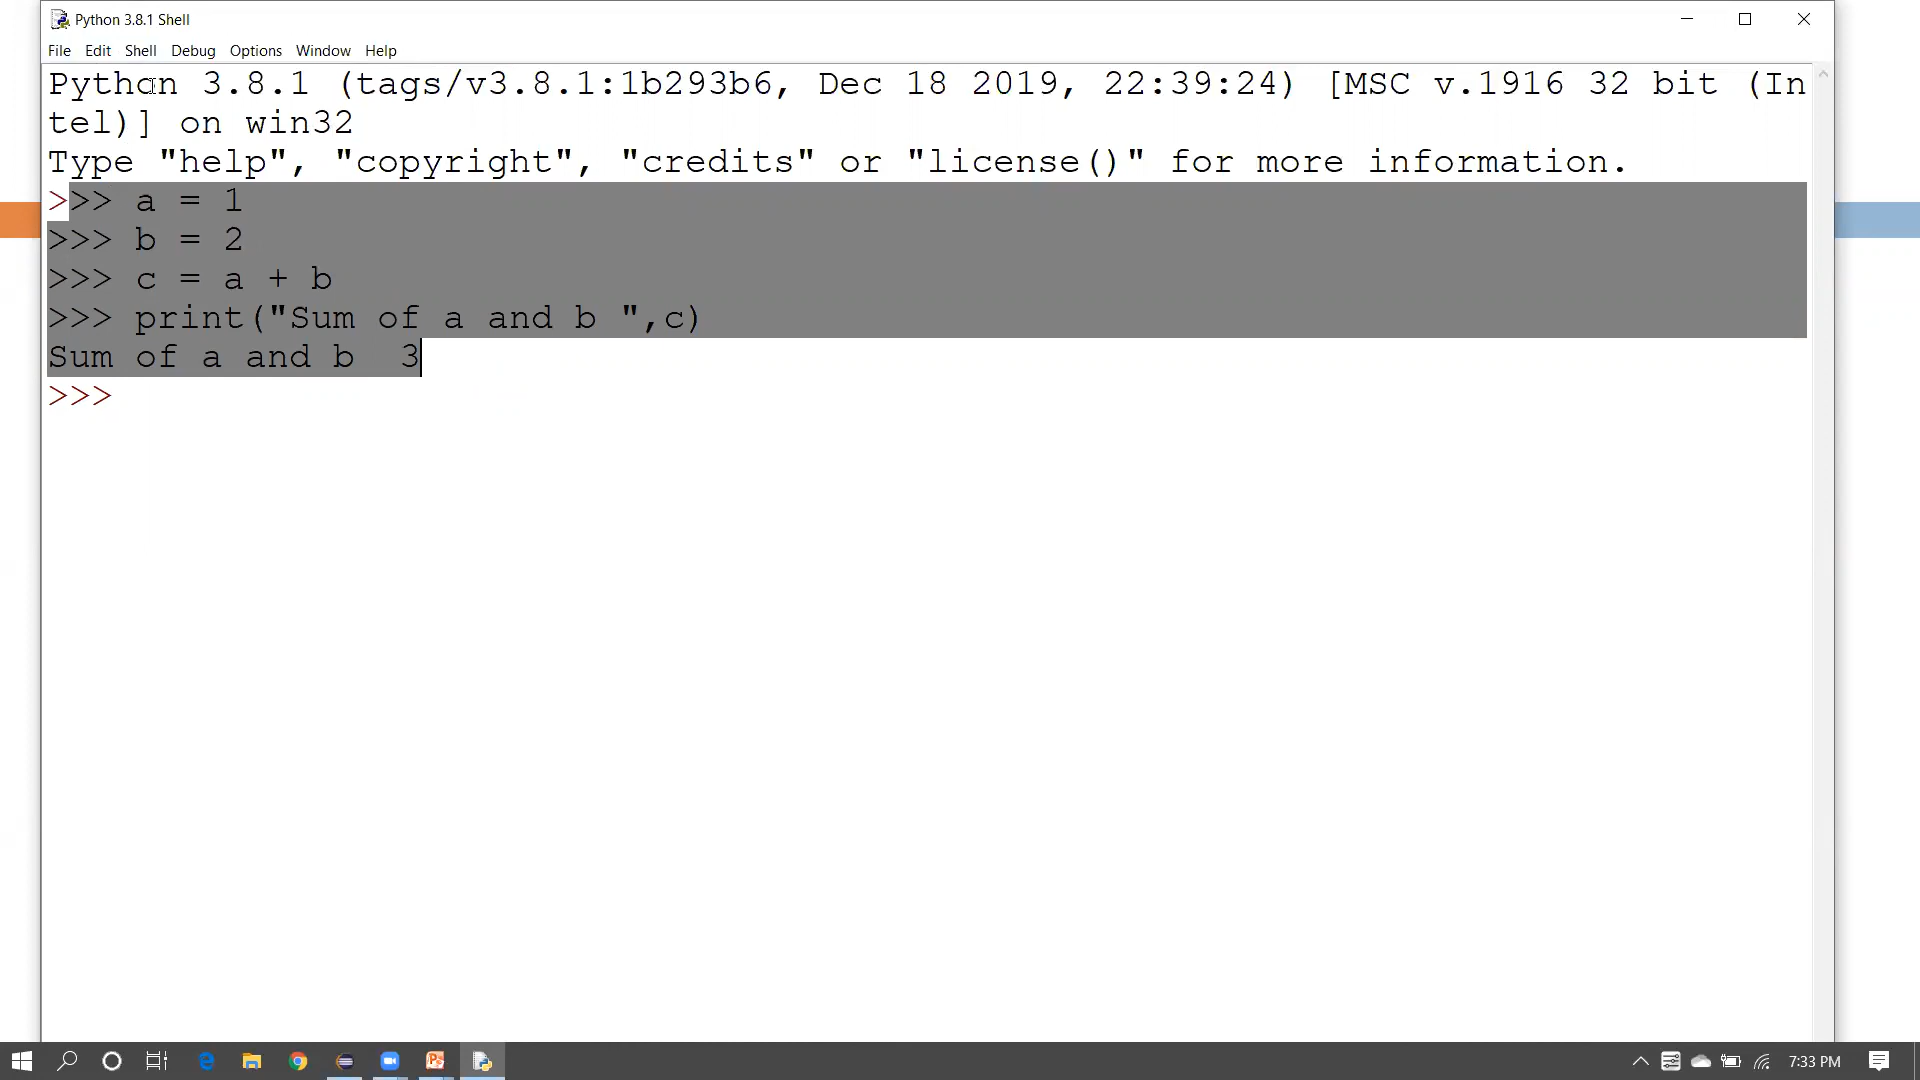 Python 3.8.1 Shell
File Edit Shell Debug Options Window Help
Python 3.8.1 (tags/v3.8.1:1b293b6, Dec 18 2019, 22:39:24) [MSC v.1916 32 bit (In
tel)] on win32
Type "help", "copyright", "credits" or "license()" for more information.
>>> a = 1
>>> b = 2
>>> c = a + b
>>> print("Sum of a and b ",c)
Sum of a and b  3
>>>
7:33 PM